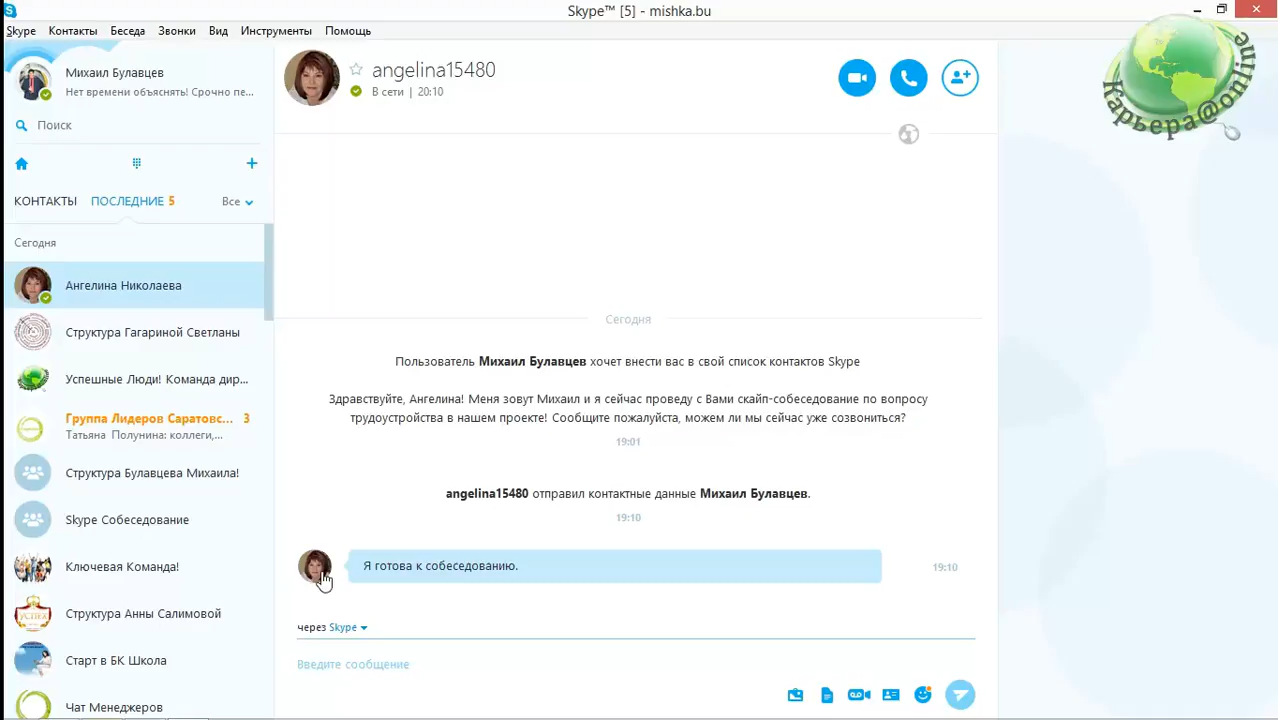 Skype™ [5] - mishka.bu
Skype Контакты Беседа Звонки Вид Инструменты Помощь
Михаил Булавцев
Нет времени объяснять! Срочно пе...
Поиск
КОНТАКТЫ ПОСЛЕДНИЕ 5 Все
Сегодня
Ангелина Николаева
Структура Гагариной Светланы
Успешные Люди! Команда дир...
Группа Лидеров Саратовс... 3
Татьяна Полунина: коллеги,...
Структура Булавцева Михаила!
Skype Собеседование
Ключевая Команда!
Структура Анны Салимовой
Старт в БК Школа
Чат Менеджеров
angelina15480
В сети | 20:10
Сегодня
Пользователь Михаил Булавцев хочет внести вас в свой список контактов Skype
Здравствуйте, Ангелина! Меня зовут Михаил и я сейчас проведу с Вами скайп-собеседование по вопросу
трудоустройства в нашем проекте! Сообщите пожалуйста, можем ли мы сейчас уже созвониться?
19:01
angelina15480 отправил контактные данные Михаил Булавцев.
19:10
Я готова к собеседованию. 19:10
через Skype
Введите сообщение
Карьера@online